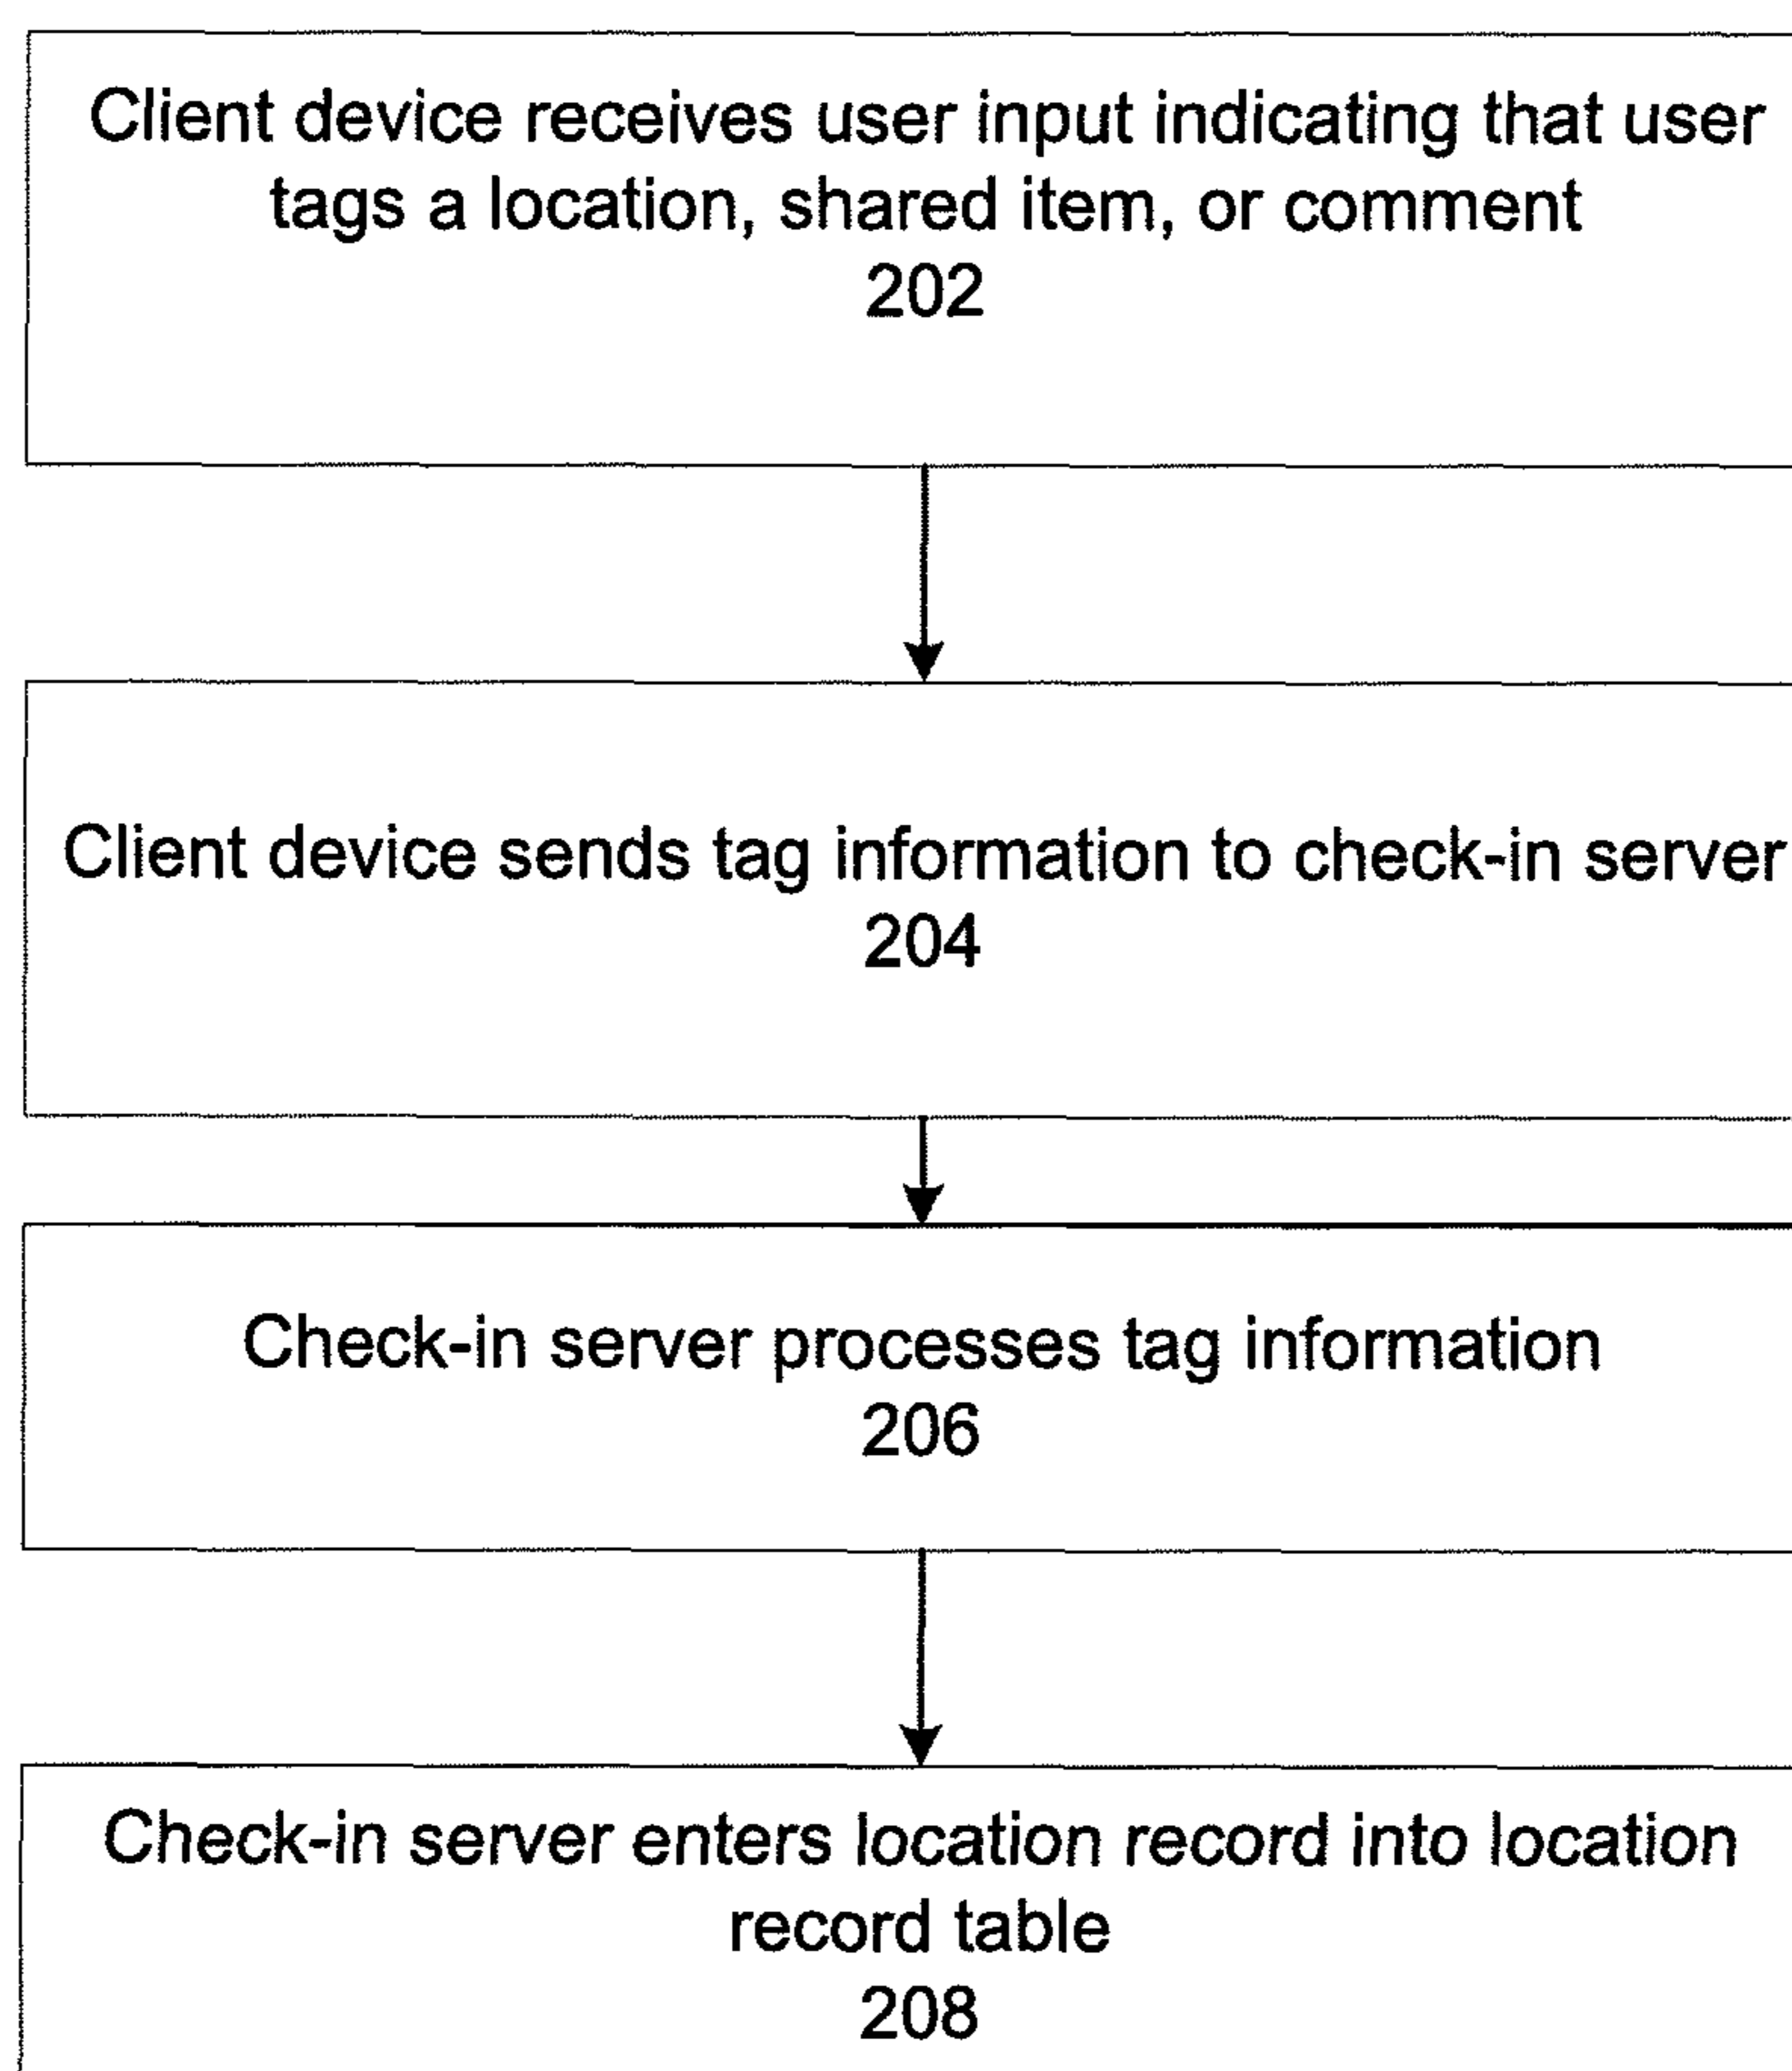 Client device receives user input indicating that user
tags a location, shared item, or comment
202
Client device sends tag information to check-in server
204
Check-in server processes tag information
206
Check-in server enters location record into location
record table
208